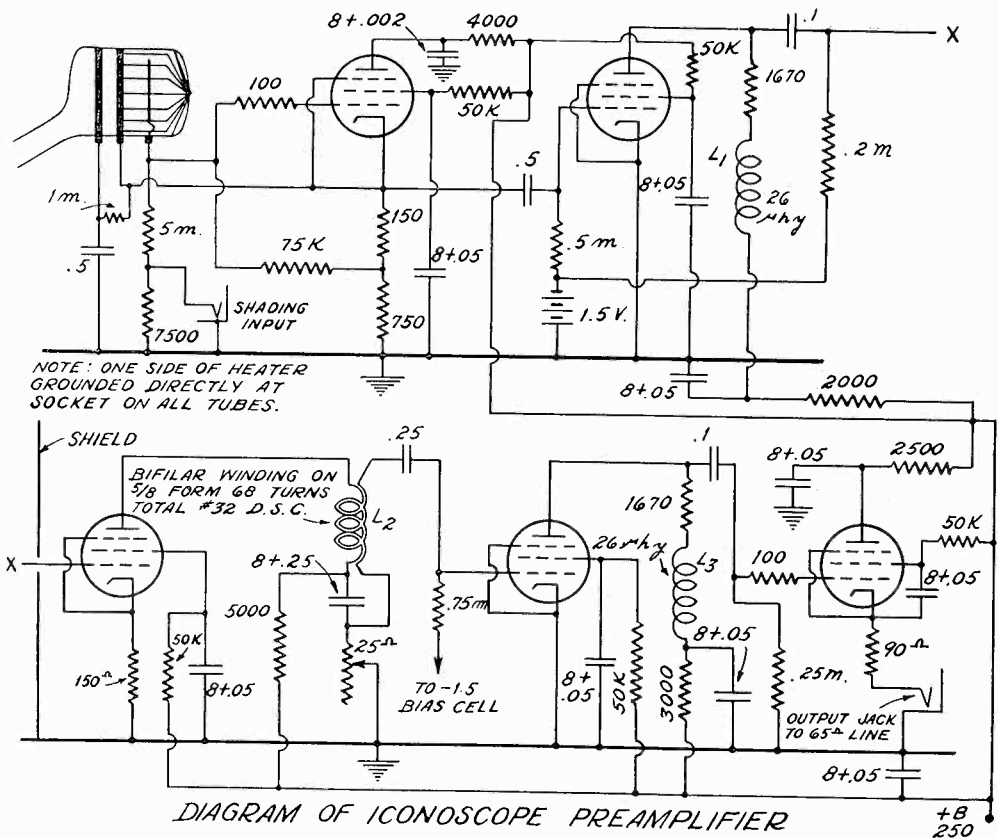 8+.002
4000
.1
X
50K
100
50K
1670
.2m
L1
26
μhy
.5
8+.05
1m.
5m.
150
75K
.5m.
8+.05
.5
SHADING
INPUT
750
1.5 V.
7500
NOTE: ONE SIDE OF HEATER
GROUNDED DIRECTLY AT
SOCKET ON ALL TUBES.
8+.05
2000
SHIELD
.25
.1
8+.05
2500
BIFILAR WINDING ON
5/8 FORM 68 TURNS
TOTAL #32 D.S.C.
L2
1670
50K
26μhy
L3
X
8+.25
100
8+.05
5000
.75m
8+.05
50K
25Ω
90Ω
150Ω
8+.05
TO -1.5
BIAS CELL
8+
.05
50K
3000
.25m.
OUTPUT JACK
TO 65Ω LINE
8+.05
DIAGRAM OF ICONOSCOPE PREAMPLIFIER
+B
250